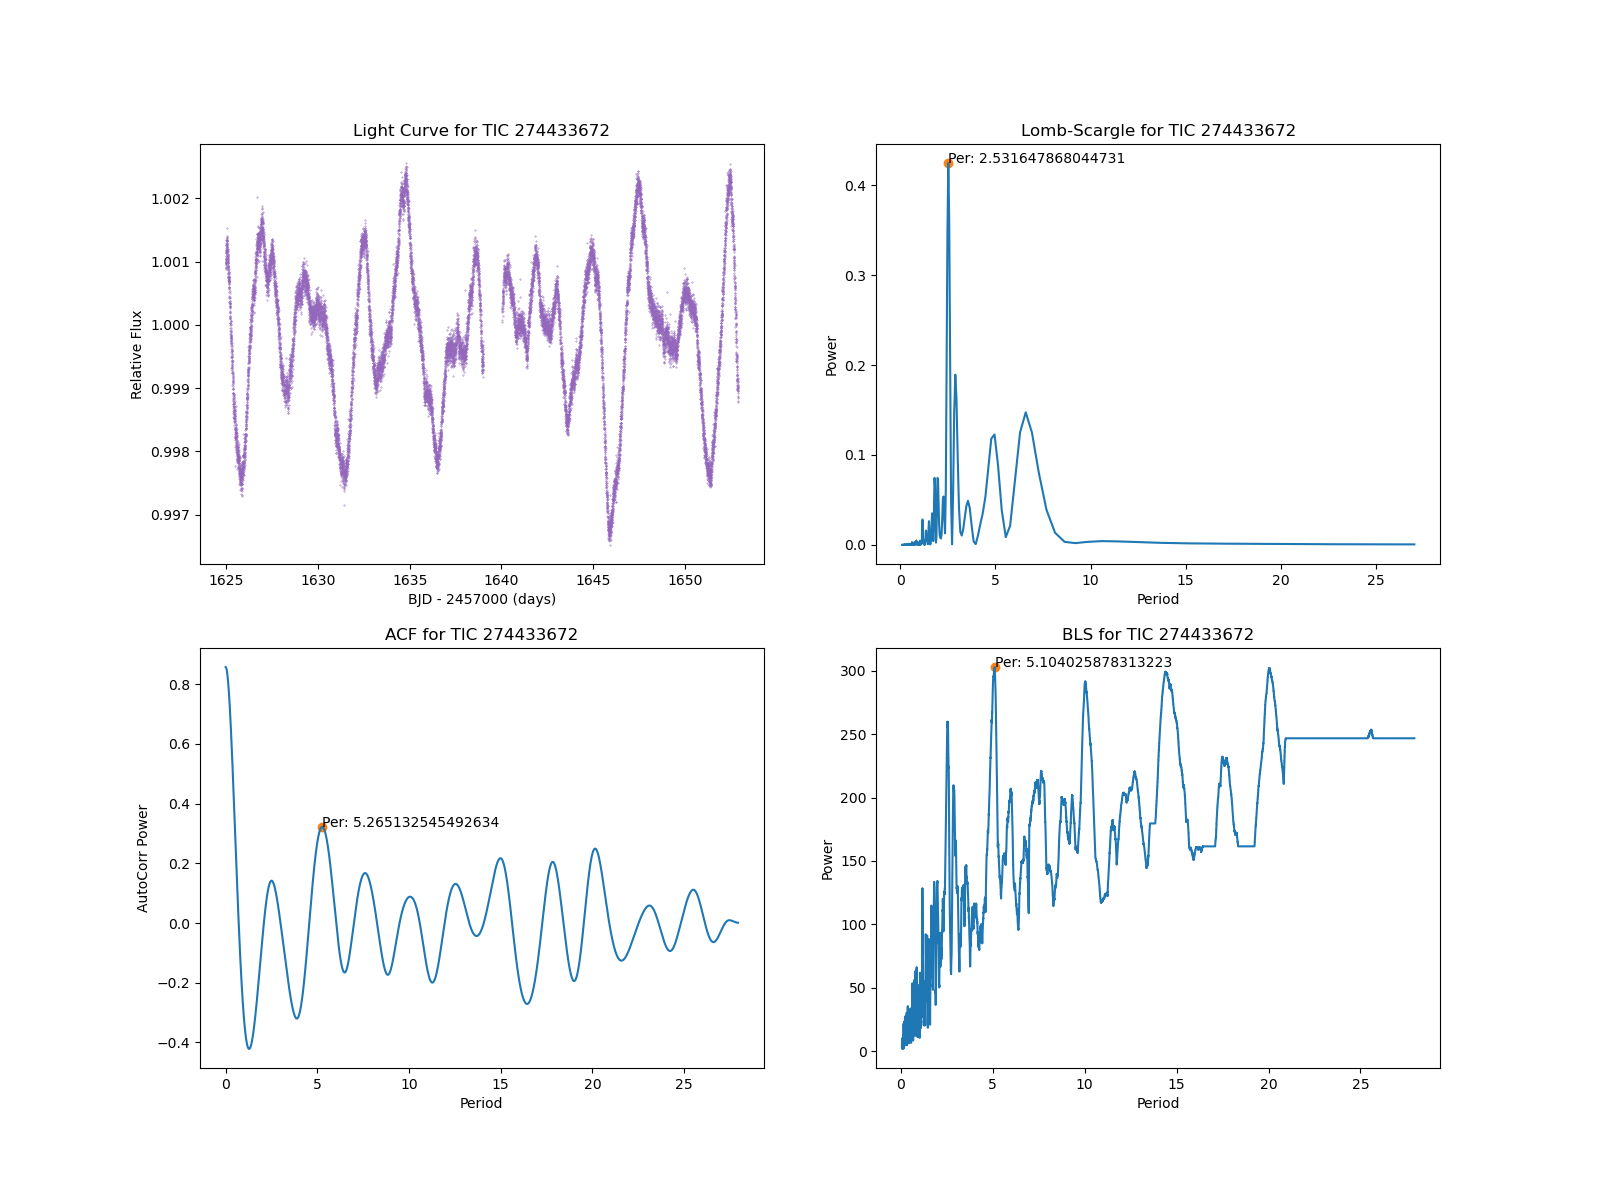 Light Curve for TIC 274433672
1.002
1.001
1.000
0.999
0.998
0.997
Relative Flux
1625 1630 1635 1640 1645 1650
BJD - 2457000 (days)
Lomb-Scargle for TIC 274433672
Per: 2.531647868044731
0.4
0.3
0.2
0.1
0.0
Power
0 5 10 15 20 25
Period
ACF for TIC 274433672
Per: 5.265132545492634
0.8
0.6
0.4
0.2
0.0
−0.2
−0.4
AutoCorr Power
0 5 10 15 20 25
Period
BLS for TIC 274433672
Per: 5.104025878313223
300
250
200
150
100
50
0
Power
0 5 10 15 20 25
Period